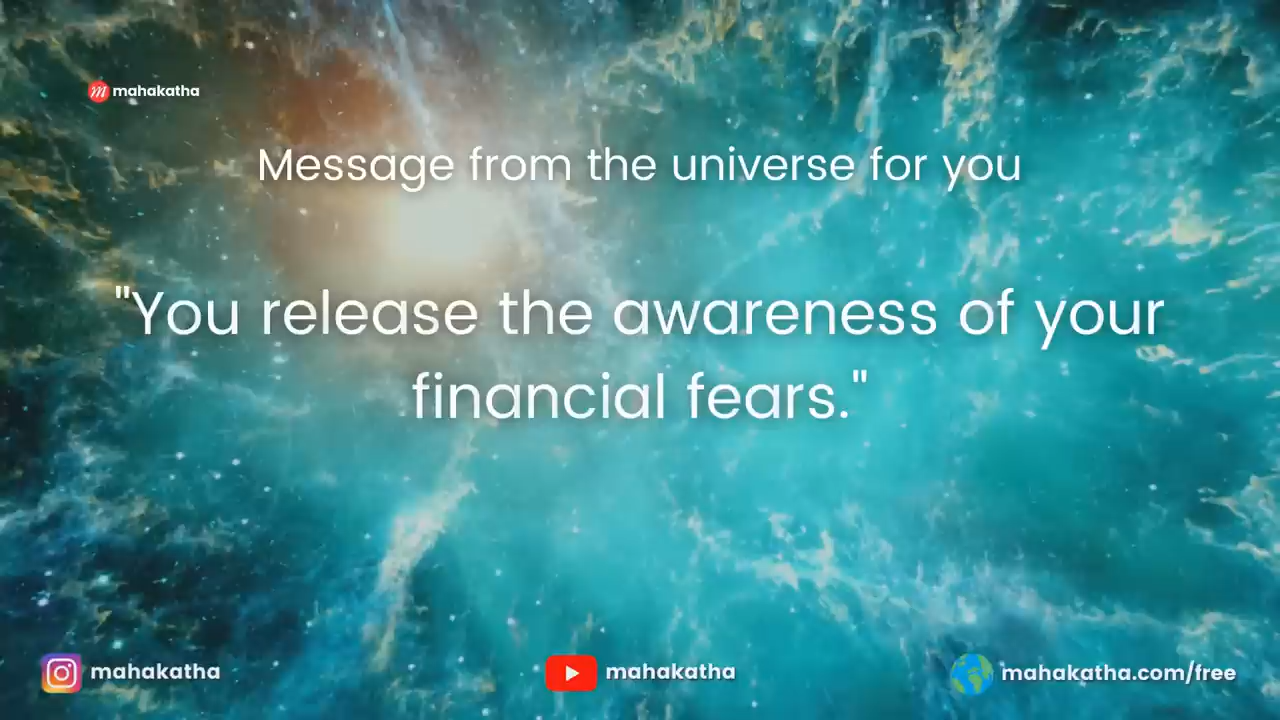 mahakatha
Message from the universe for you
"You release the awareness of your
financial fears."
mahakatha
mahakatha
mahakatha.com/free